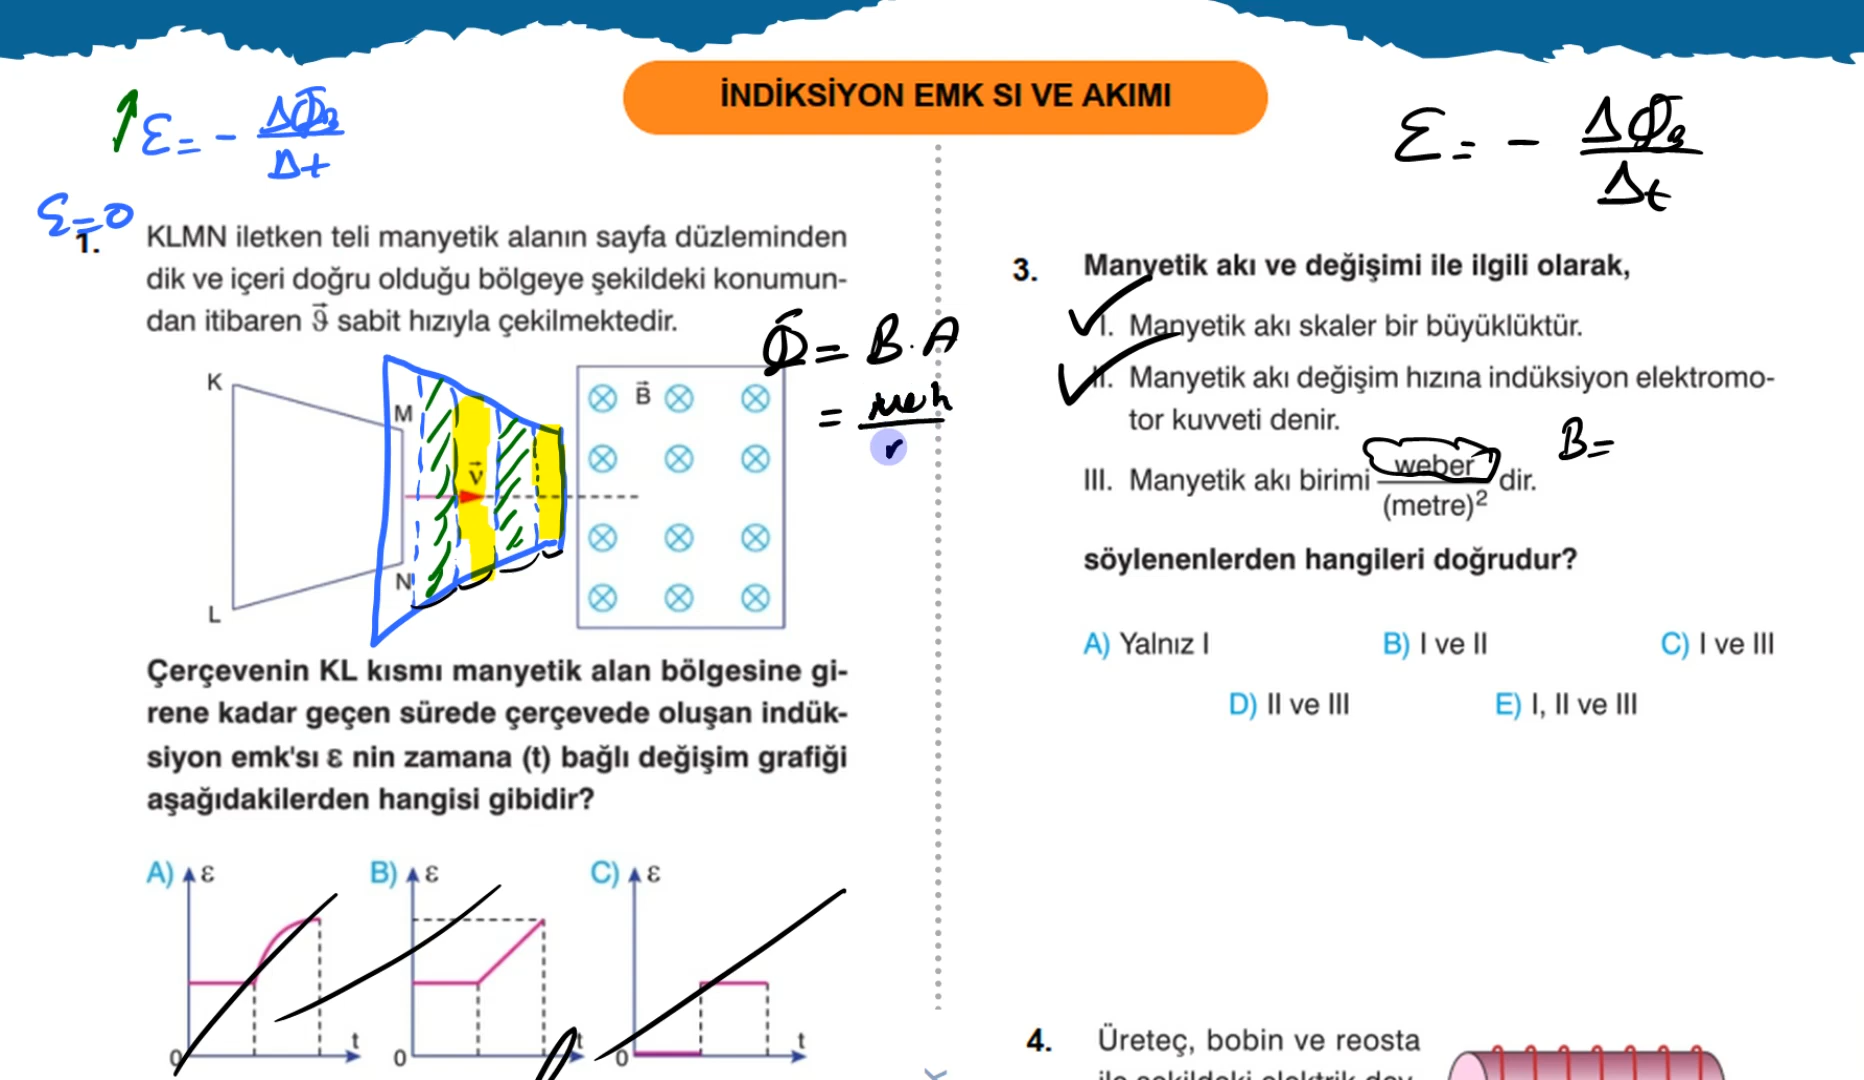 İNDİKSİYON EMK SI VE AKIMI
ε = - ΔΦB
Δt
ε=0
1. KLMN iletken teli manyetik alanın sayfa düzleminden
dik ve içeri doğru olduğu bölgeye şekildeki konumun-
dan itibaren ϑ⃗ sabit hızıyla çekilmektedir.
K
M
N
L
v⃗
B⃗
Çerçevenin KL kısmı manyetik alan bölgesine gi-
rene kadar geçen sürede çerçevede oluşan indük-
siyon emk'sı ε nin zamana (t) bağlı değişim grafiği
aşağıdakilerden hangisi gibidir?
A) ε
0 t
B) ε
0 t
C) ε
0 t
Φ = B.A
=
ε = - ΔΦB
Δt
3. Manyetik akı ve değişimi ile ilgili olarak,
I. Manyetik akı skaler bir büyüklüktür.
II. Manyetik akı değişim hızına indüksiyon elektromo-
tor kuvveti denir.
B=
III. Manyetik akı birimi weber/(metre)² dir.
söylenenlerden hangileri doğrudur?
A) Yalnız I B) I ve II C) I ve III
D) II ve III E) I, II ve III
4. Üreteç, bobin ve reosta